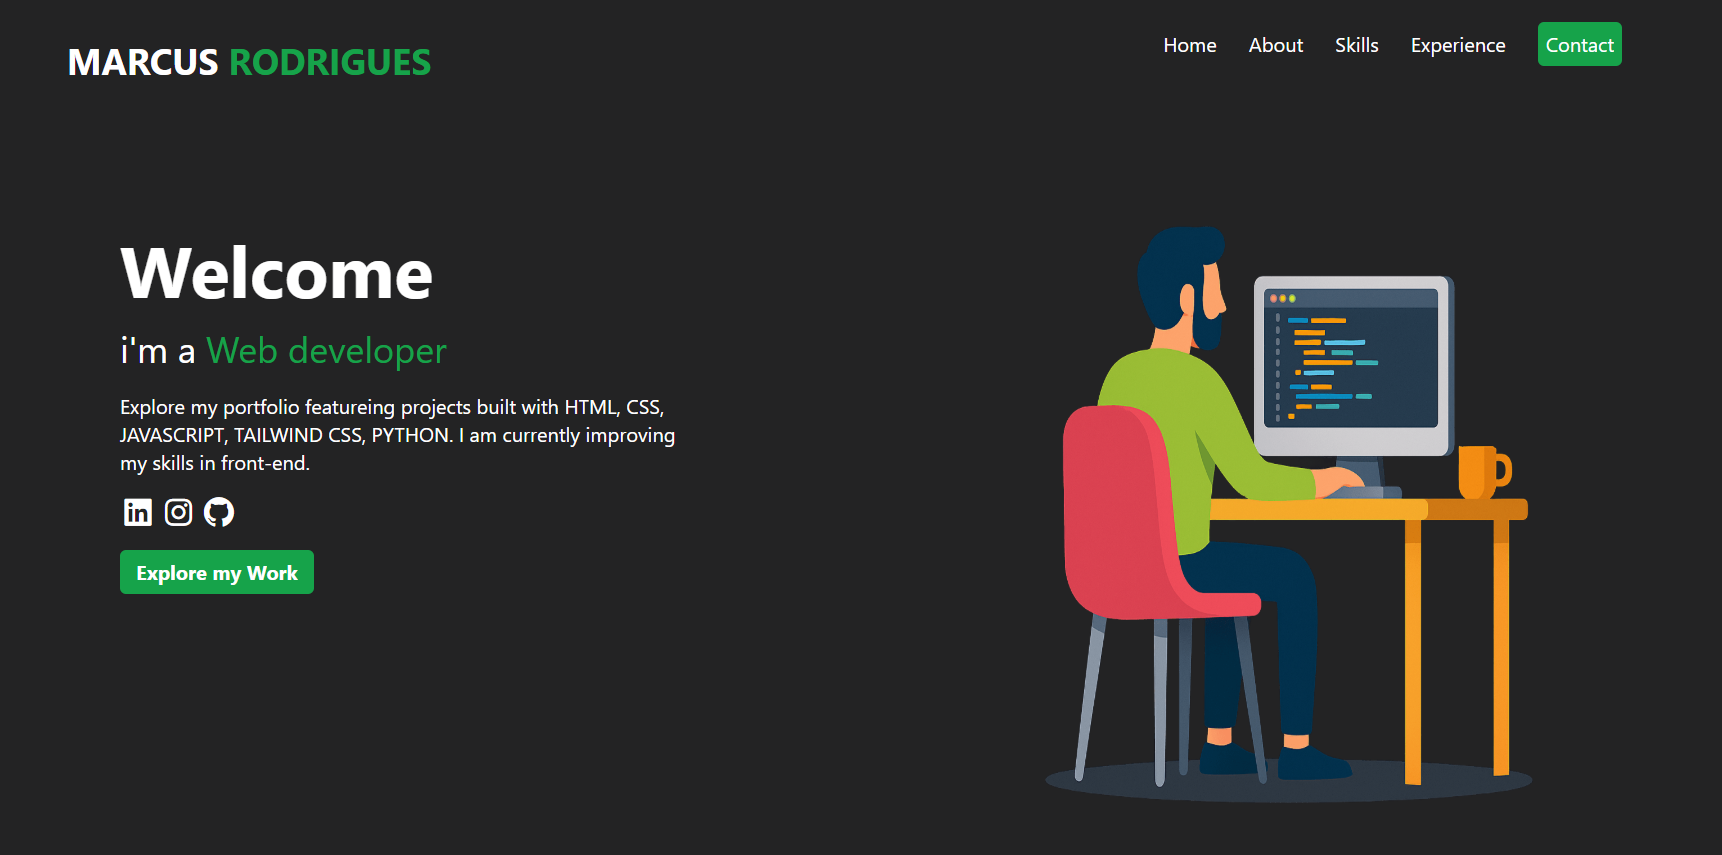 MARCUS RODRIGUES
Home About Skills Experience Contact
Welcome
i'm a Web developer
Explore my portfolio featureing projects built with HTML, CSS,
JAVASCRIPT, TAILWIND CSS, PYTHON. I am currently improving
my skills in front-end.
in
Explore my Work